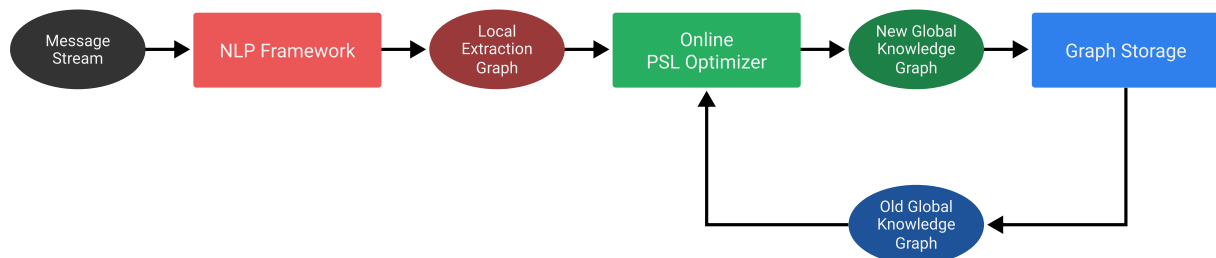 Message
Stream
NLP Framework
Local
Extraction
Graph
Online
PSL Optimizer
New Global
Knowledge
Graph
Graph Storage
Old Global
Knowledge
Graph